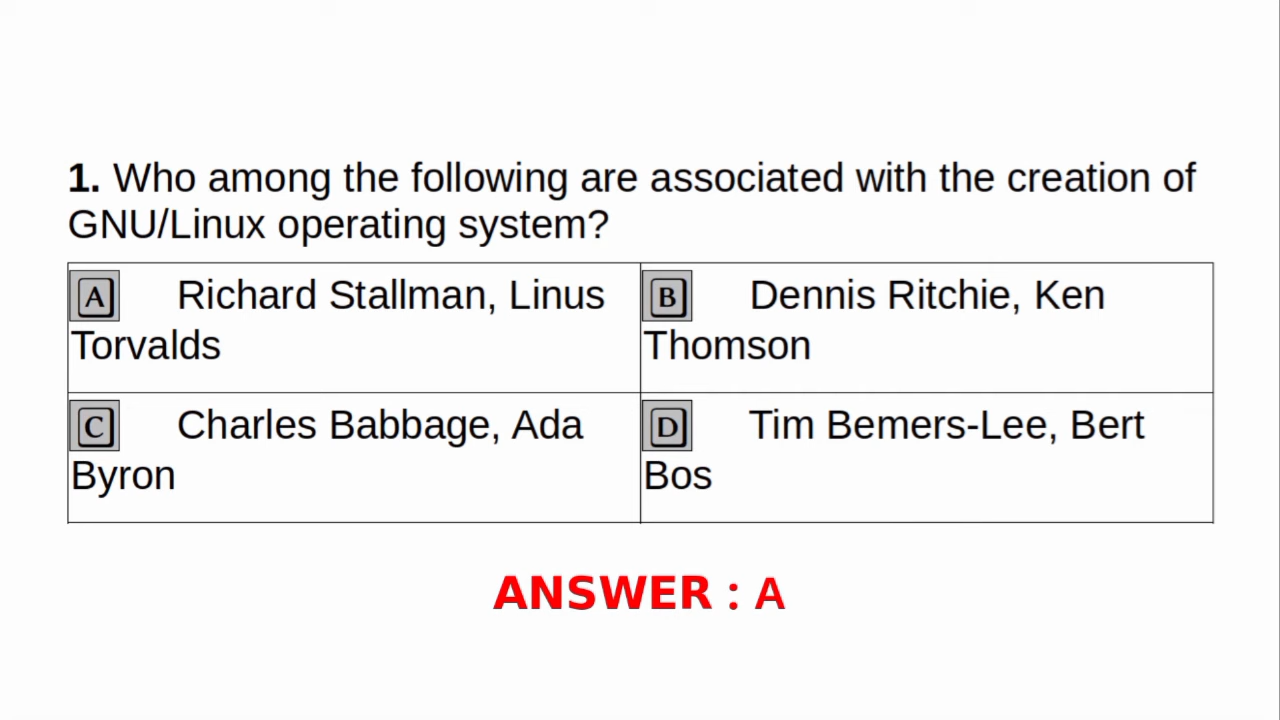 1. Who among the following are associated with the creation of
GNU/Linux operating system?
A Richard Stallman, Linus
Torvalds
B Dennis Ritchie, Ken
Thomson
C Charles Babbage, Ada
Byron
D Tim Bemers-Lee, Bert
Bos
ANSWER : A